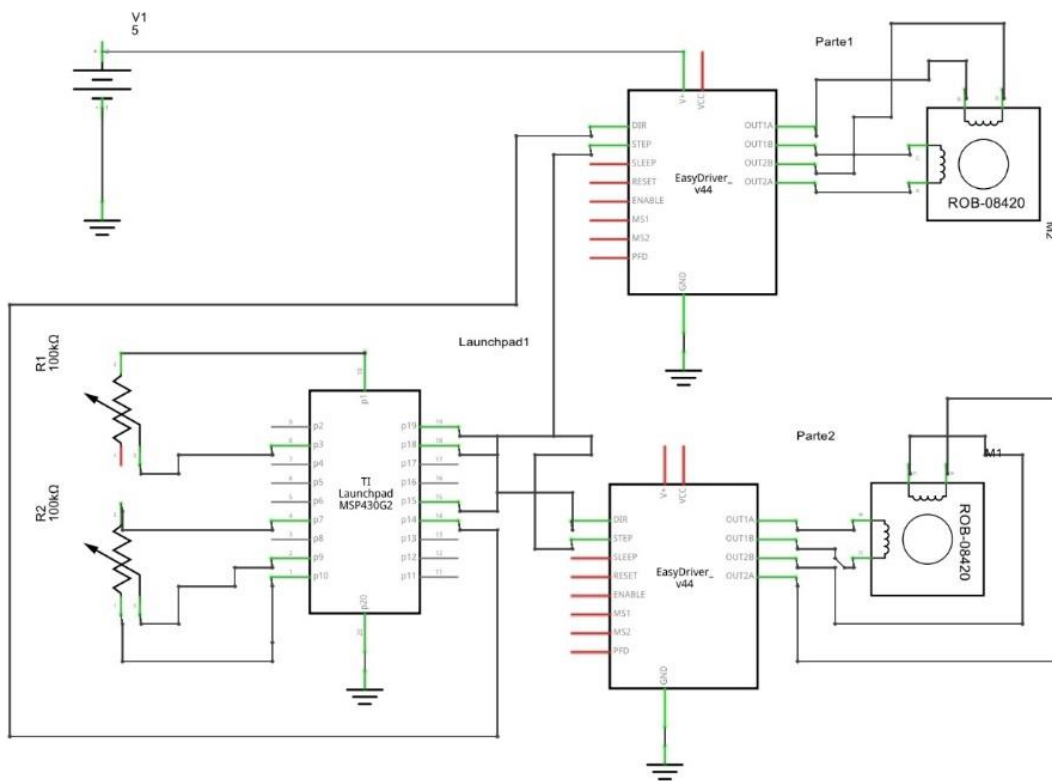 V1
5
Parte1
V+
VCC
DIR
STEP
SLEEP
RESET
ENABLE
MS1
MS2
PFD
EasyDriver_
v44
OUT1A
OUT1B
OUT2B
OUT2A
GND
ROB-08420
M2
R1
100kΩ
R2
100kΩ
Launchpad1
p1
p2
p3
p4
p5
p6
p7
p8
p9
p10
TI
Launchpad
MSP430G2
p19
p18
p17
p16
p15
p14
p13
p12
p11
p20
Parte2
V+
VCC
DIR
STEP
SLEEP
RESET
ENABLE
MS1
MS2
PFD
EasyDriver_
v44
OUT1A
OUT1B
OUT2B
OUT2A
GND
M1
ROB-08420